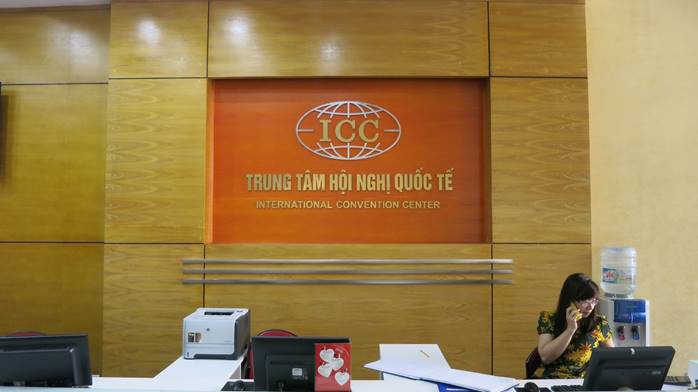 ICC
TRUNG TÂM HỘI NGHỊ QUỐC TẾ
INTERNATIONAL CONVENTION CENTER